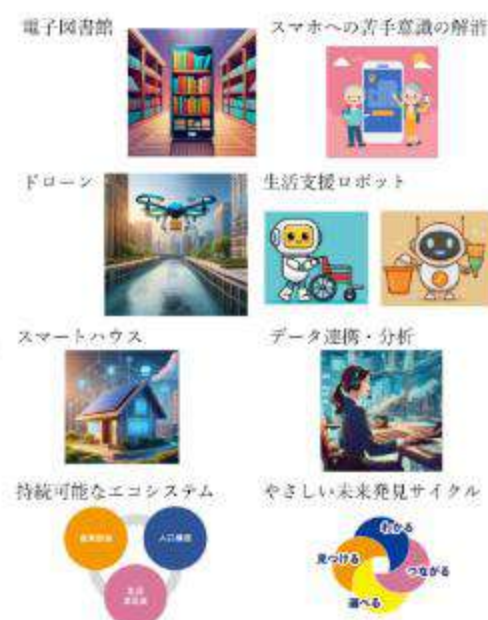 電子図書館
スマホへの苦手意識の解消
ドローン
生活支援ロボット
スマートハウス
データ連携・分析
持続可能なエコシステム
やさしい未来発見サイクル
わかる
見つける
つながる
選べる